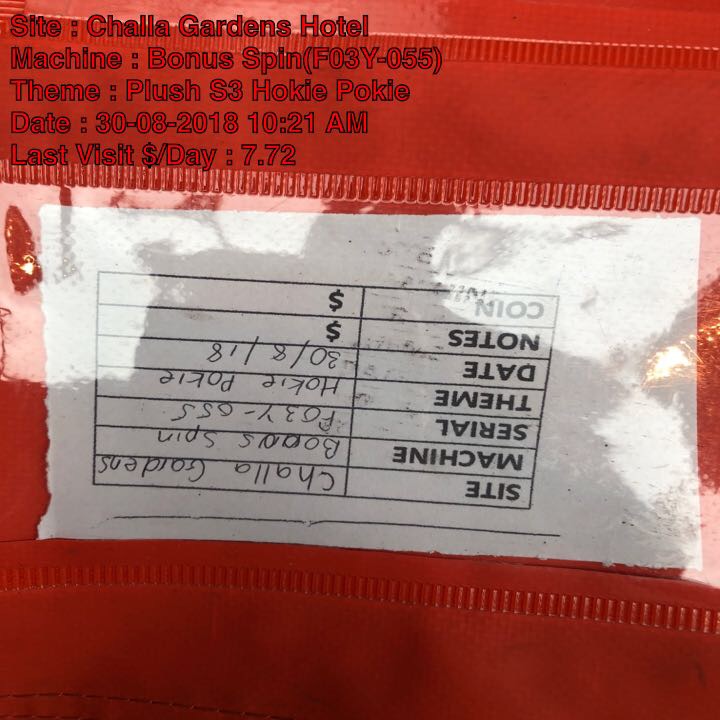 Site : Challa Gardens Hotel
Machine : Bonus Spin(F03Y-055)
Theme : Plush S3 Hokie Pokie
Date : 30-08-2018 10:21 AM
Last Visit $/Day : 7.72
SITE Challa Gardens
MACHINE Bonus Spin
SERIAL F03Y-055
THEME HOKIE POKIE
DATE 30/8/18
NOTES $
COIN $